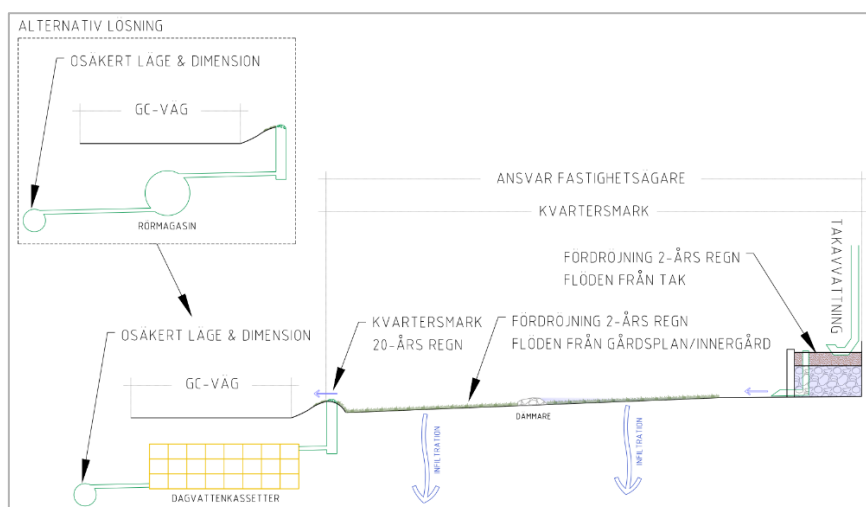 ALTERNATIV LÖSNING
OSÄKERT LÄGE & DIMENSION
GC-VÄG
RÖRMAGASIN
ANSVAR FASTIGHETSÄGARE
KVARTERSMARK
TAKAVVATTNING
FÖRDRÖJNING 2-ÅRS REGN
FLÖDEN FRÅN TAK
OSÄKERT LÄGE & DIMENSION
KVARTERSMARK
20-ÅRS REGN
FÖRDRÖJNING 2-ÅRS REGN
FLÖDEN FRÅN GÅRDSPLAN/INNERGÅRD
GC-VÄG
DÄMMARE
INFILTRATION
INFILTRATION
DAGVATTENKASSETTER